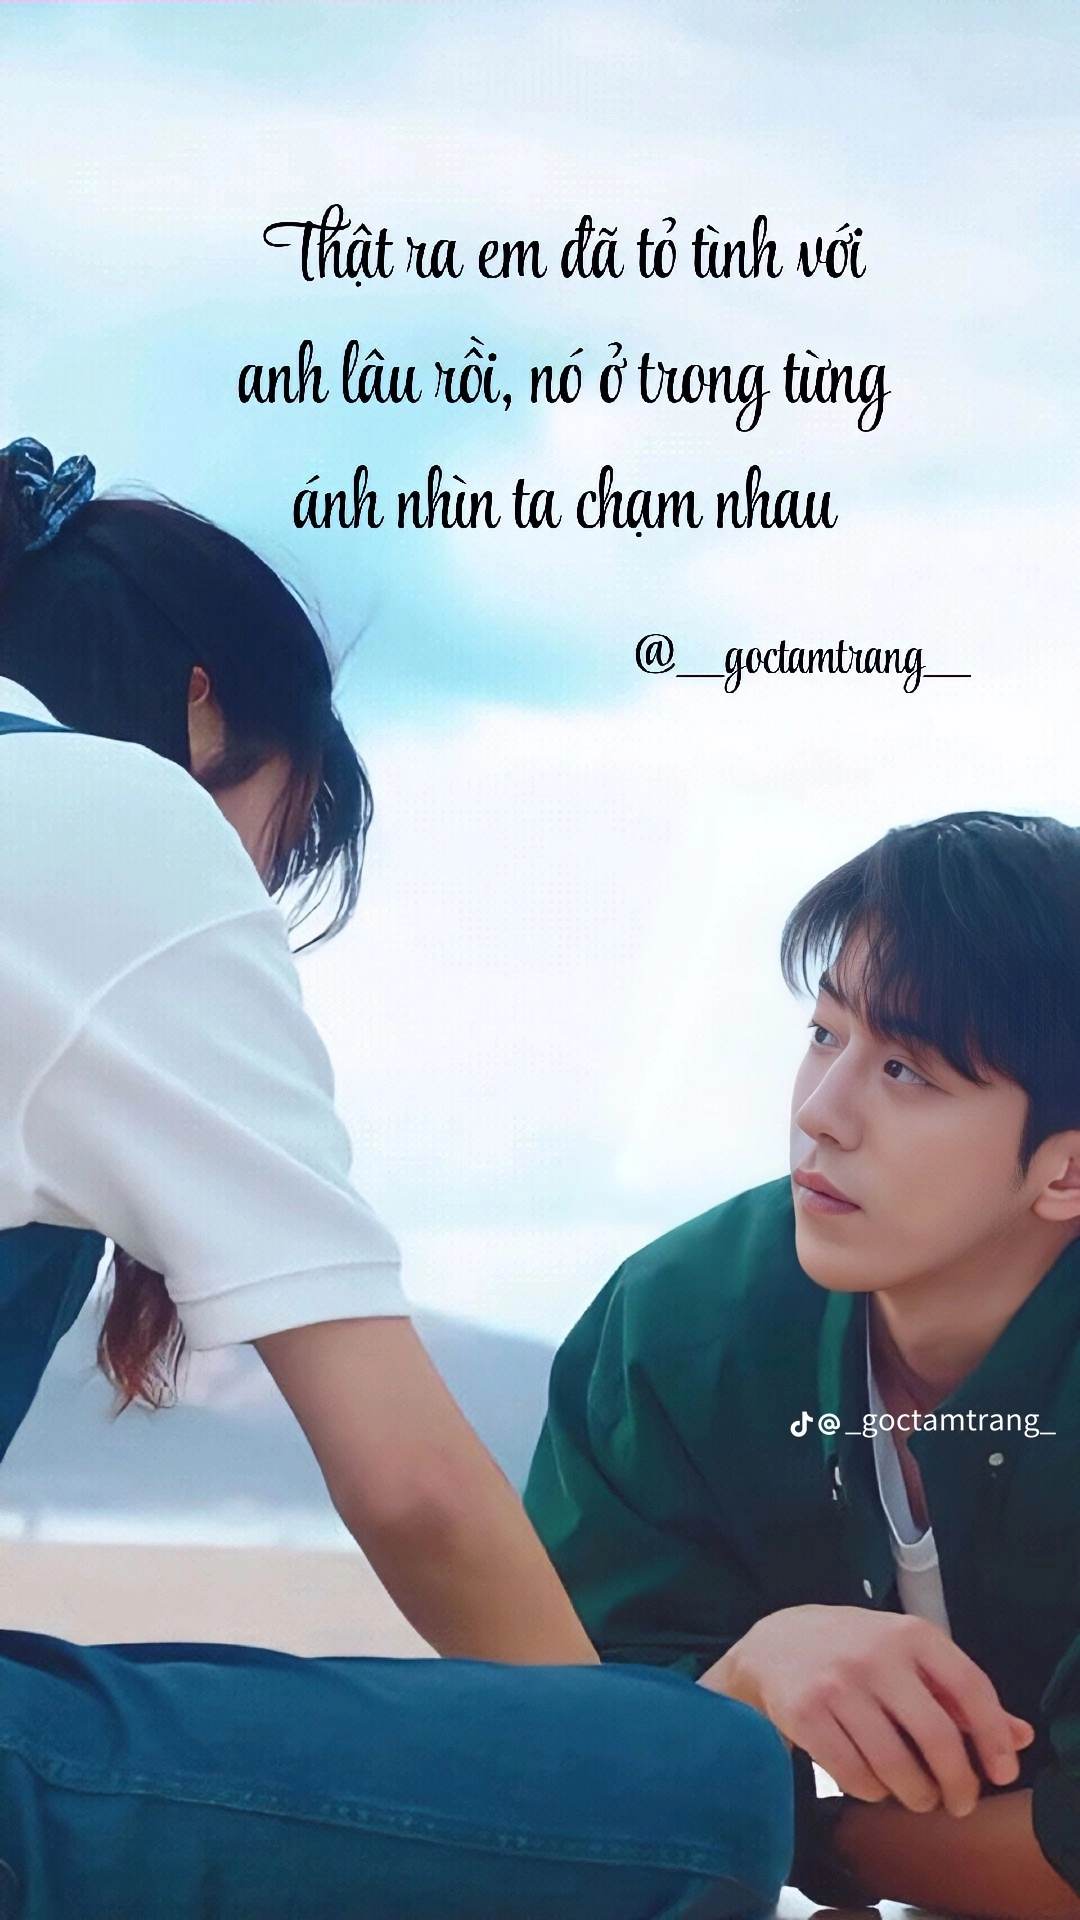 Thật ra em đã tỏ tình với
anh lâu rồi, nó ở trong từng
ánh nhìn ta chạm nhau
@__goctamtrang__
@_goctamtrang_